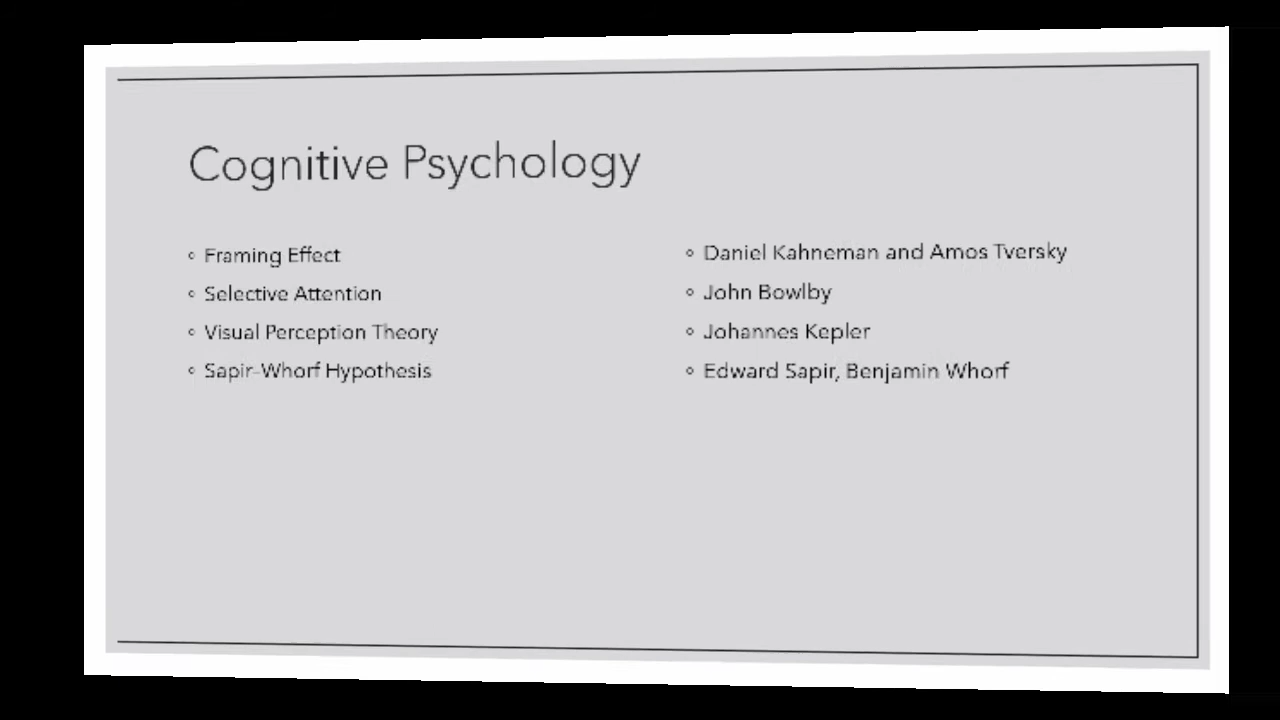 Cognitive Psychology
Framing Effect
Selective Attention
Visual Perception Theory
Sapir-Whorf Hypothesis
Daniel Kahneman and Amos Tversky
John Bowlby
Johannes Kepler
Edward Sapir, Benjamin Whorf